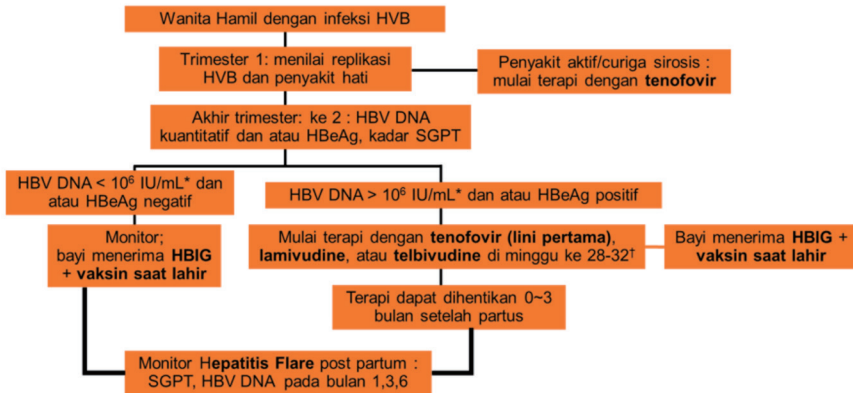 Wanita Hamil dengan infeksi HVB
Trimester 1: menilai replikasi
HVB dan penyakit hati
Penyakit aktif/curiga sirosis :
mulai terapi dengan tenofovir
Akhir trimester: ke 2 : HBV DNA
kuantitatif dan atau HBeAg, kadar SGPT
HBV DNA < 10⁶ IU/mL* dan
atau HBeAg negatif
HBV DNA > 10⁶ IU/mL* dan atau HBeAg positif
Monitor;
bayi menerima HBIG
+ vaksin saat lahir
Mulai terapi dengan tenofovir (lini pertama),
lamivudine, atau telbivudine di minggu ke 28-32†
Bayi menerima HBIG +
vaksin saat lahir
Terapi dapat dihentikan 0~3
bulan setelah partus
Monitor Hepatitis Flare post partum :
SGPT, HBV DNA pada bulan 1,3,6